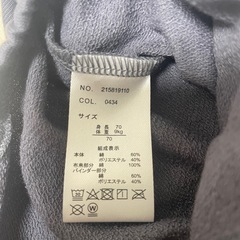 NO. 215819110
COL. 0434
サイズ
身長 70
体重 9kg
70
組成表示
本体 綿 60%
ポリエステル 40%
布帛部分 綿 100%
バインダー部分
綿 60%
ポリエステル 40%